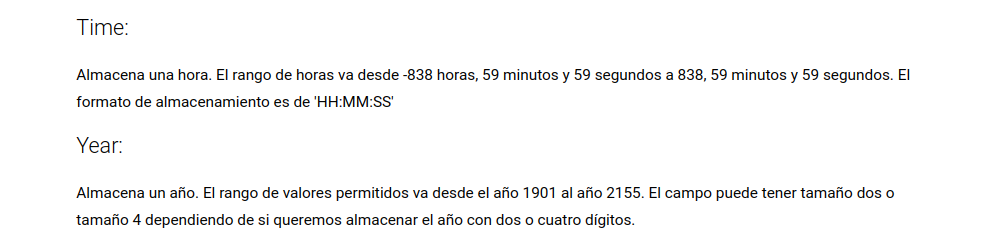 Time:
Almacena una hora. El rango de horas va desde -838 horas, 59 minutos y 59 segundos a 838, 59 minutos y 59 segundos. El
formato de almacenamiento es de 'HH:MM:SS'
Year:
Almacena un año. El rango de valores permitidos va desde el año 1901 al año 2155. El campo puede tener tamaño dos o
tamaño 4 dependiendo de si queremos almacenar el año con dos o cuatro dígitos.